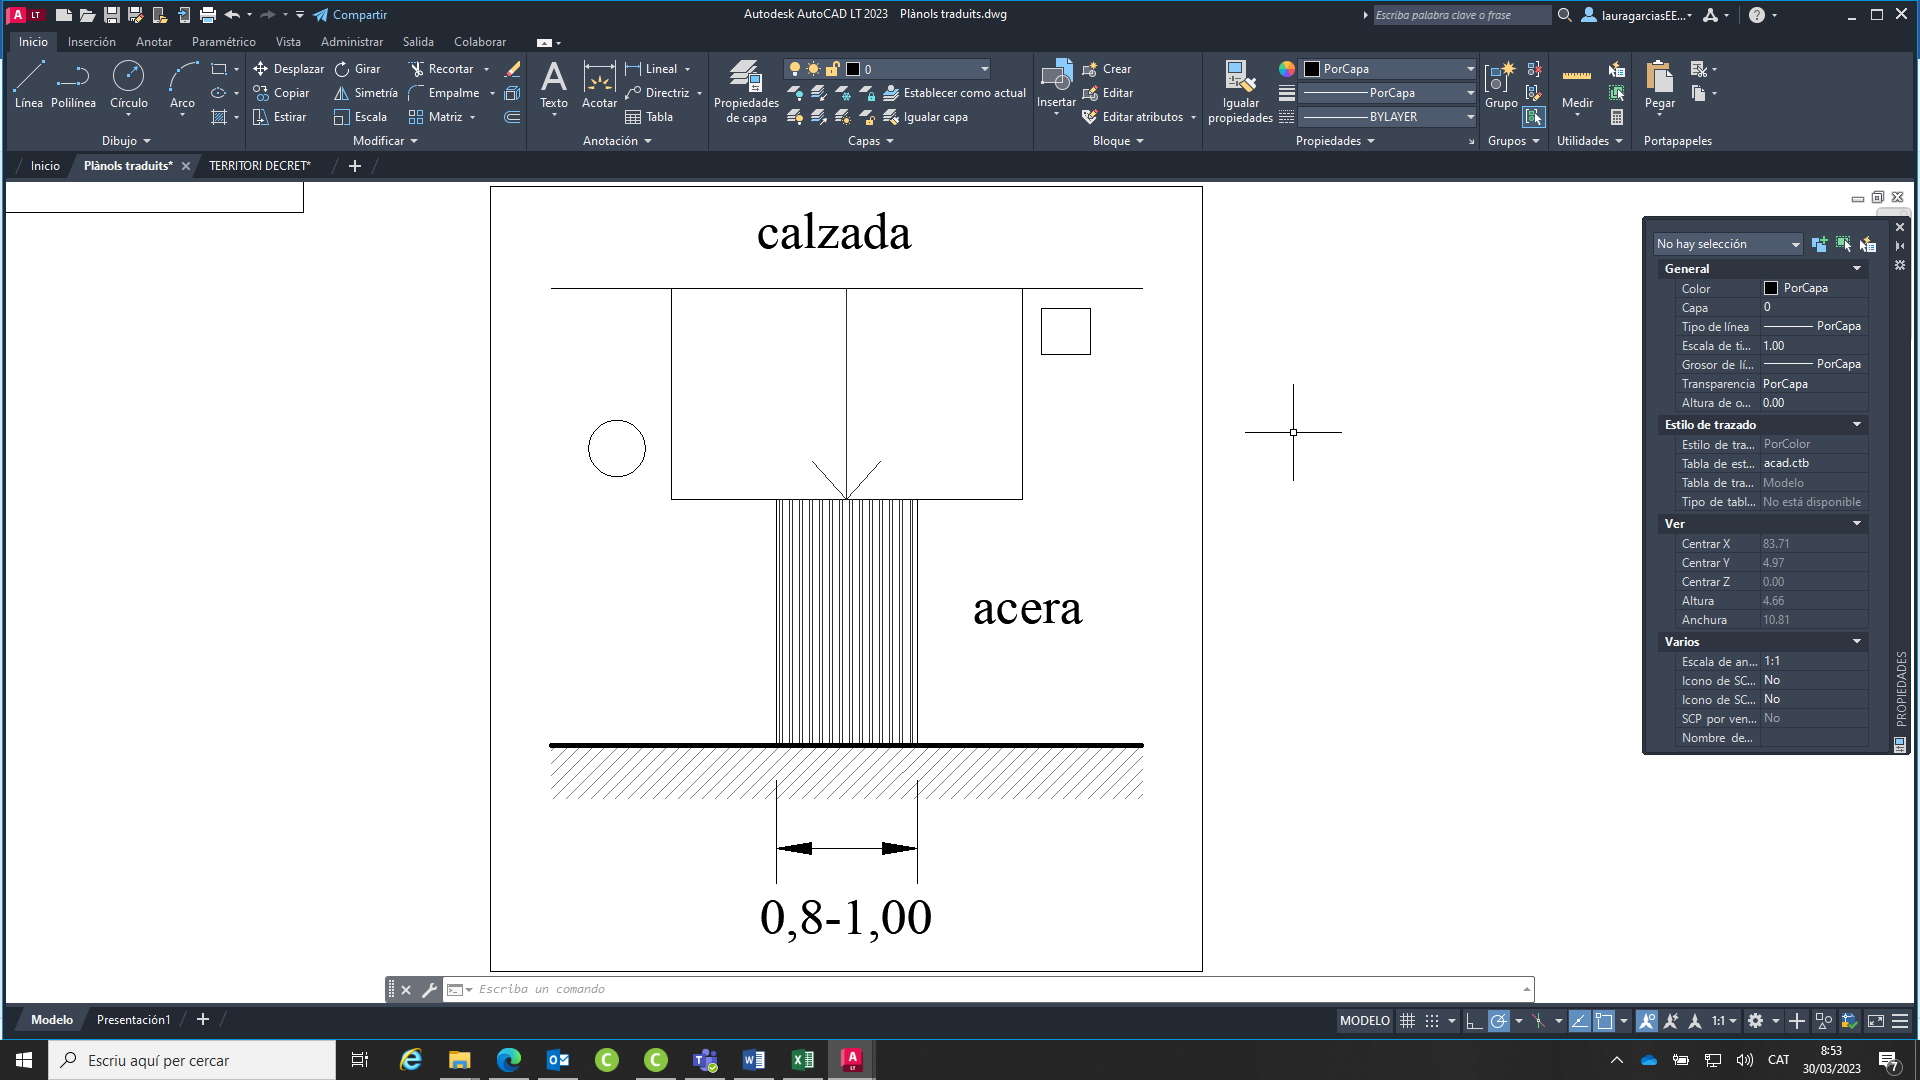 A LT Compartir Autodesk AutoCAD LT 2023 Plànols traduits.dwg Escriba palabra clave o frase lauragarciasEE...
Inicio Inserción Anotar Paramétrico Vista Administrar Salida Colaborar
Línea Polilínea Círculo Arco
Desplazar Girar Recortar
Copiar Simetría Empalme
Estirar Escala Matriz
Texto Acotar Lineal
Directriz
Tabla
Propiedades de capa
0
Establecer como actual
Igualar capa
Insertar Crear
Editar
Editar atributos
Igualar propiedades
PorCapa
PorCapa
BYLAYER
Grupo Medir Pegar
Dibujo Modificar Anotación Capas Bloque Propiedades Grupos Utilidades Portapapeles
Inicio Plànols traduits* TERRITORI DECRET*
calzada
acera
0,8-1,00
No hay selección
General
Color PorCapa
Capa 0
Tipo de línea PorCapa
Escala de ti... 1.00
Grosor de lí... PorCapa
Transparencia PorCapa
Altura de o... 0.00
Estilo de trazado
Estilo de tra... PorColor
Tabla de est... acad.ctb
Tabla de tra... Modelo
Tipo de tabl... No está disponible
Ver
Centrar X 83.71
Centrar Y 4.97
Centrar Z 0.00
Altura 4.66
Anchura 10.81
Varios
Escala de an... 1:1
Icono de SC... No
Icono de SC... No
SCP por ven... No
Nombre de...
PROPIEDADES
Escriba un comando
Modelo Presentación1 MODELO 1:1
Escriu aquí per cercar
CAT 8:53
30/03/2023
7